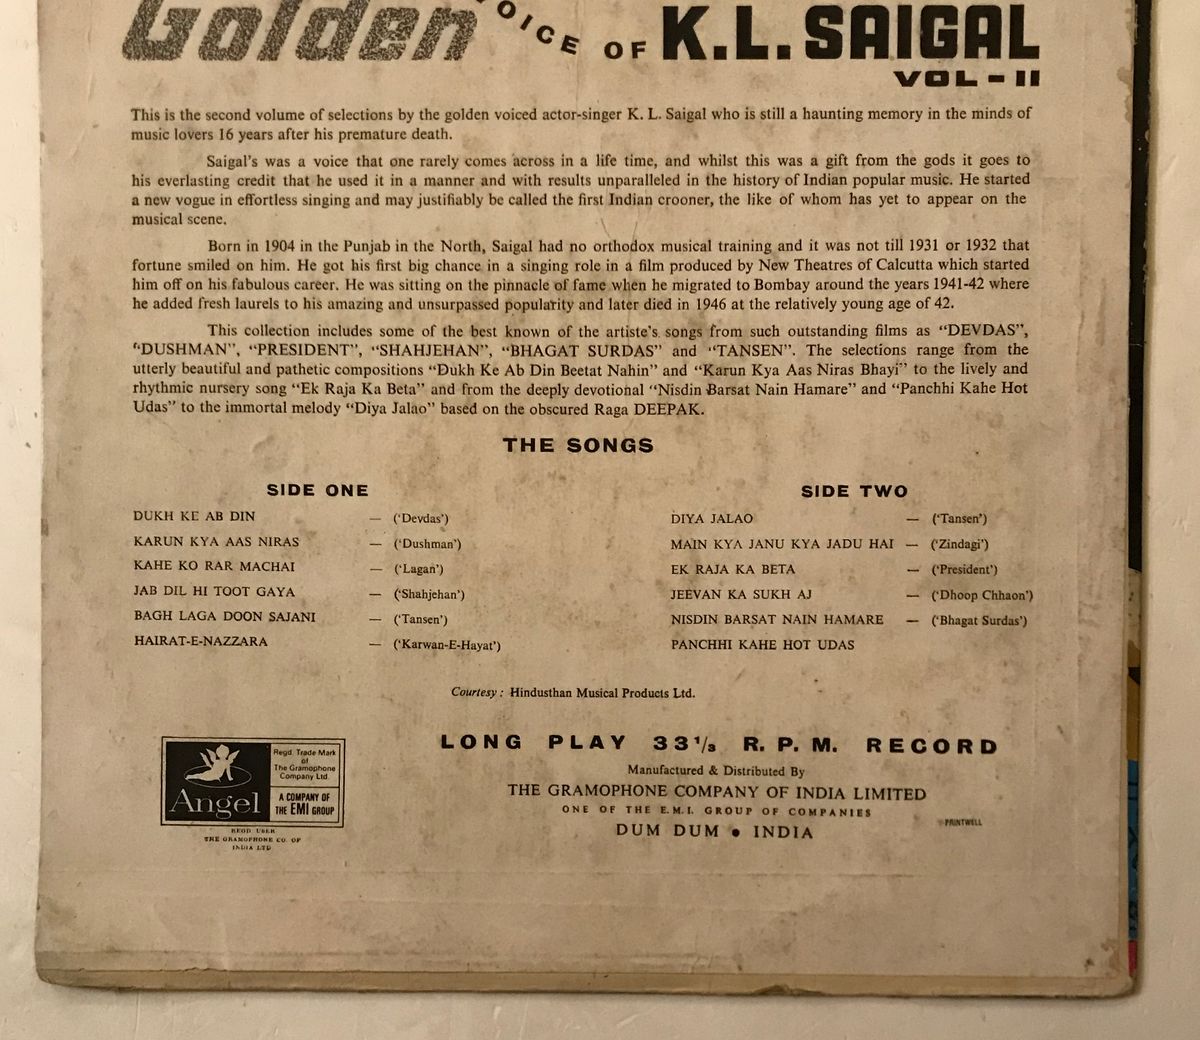 Golden VOICE OF K.L. SAIGAL
VOL-II
This is the second volume of selections by the golden voiced actor-singer K. L. Saigal who is still a haunting memory in the minds of
music lovers 16 years after his premature death.
Saigal's was a voice that one rarely comes across in a life time, and whilst this was a gift from the gods it goes to
his everlasting credit that he used it in a manner and with results unparalleled in the history of Indian popular music. He started
a new vogue in effortless singing and may justifiably be called the first Indian crooner, the like of whom has yet to appear on the
musical scene.
Born in 1904 in the Punjab in the North, Saigal had no orthodox musical training and it was not till 1931 or 1932 that
fortune smiled on him. He got his first big chance in a singing role in a film produced by New Theatres of Calcutta which started
him off on his fabulous career. He was sitting on the pinnacle of fame when he migrated to Bombay around the years 1941-42 where
he added fresh laurels to his amazing and unsurpassed popularity and later died in 1946 at the relatively young age of 42.
This collection includes some of the best known of the artiste's songs from such outstanding films as “DEVDAS”,
“DUSHMAN”, “PRESIDENT”, “SHAHJEHAN”, “BHAGAT SURDAS” and “TANSEN”. The selections range from the
utterly beautiful and pathetic compositions “Dukh Ke Ab Din Beetat Nahin” and “Karun Kya Aas Niras Bhayi” to the lively and
rhythmic nursery song “Ek Raja Ka Beta” and from the deeply devotional “Nisdin Barsat Nain Hamare” and “Panchhi Kahe Hot
Udas” to the immortal melody “Diya Jalao” based on the obscured Raga DEEPAK.
THE SONGS
SIDE ONE
DUKH KE AB DIN — (‘Devdas’)
KARUN KYA AAS NIRAS — (‘Dushman’)
KAHE KO RAR MACHAI — (‘Lagan’)
JAB DIL HI TOOT GAYA — (‘Shahjehan’)
BAGH LAGA DOON SAJANI — (‘Tansen’)
HAIRAT-E-NAZZARA — (‘Karwan-E-Hayat’)
SIDE TWO
DIYA JALAO — (‘Tansen’)
MAIN KYA JANU KYA JADU HAI — (‘Zindagi’)
EK RAJA KA BETA — (‘President’)
JEEVAN KA SUKH AJ — (‘Dhoop Chhaon’)
NISDIN BARSAT NAIN HAMARE — (‘Bhagat Surdas’)
PANCHHI KAHE HOT UDAS
Courtesy : Hindusthan Musical Products Ltd.
Angel
Regd. Trade Mark
of
The Gramophone
Company Ltd.
A COMPANY OF
THE EMI GROUP
REGD USER
THE GRAMOPHONE CO. OF
INDIA LTD
LONG PLAY 33⅓ R. P. M. RECORD
Manufactured & Distributed By
THE GRAMOPHONE COMPANY OF INDIA LIMITED
ONE OF THE E.M.I. GROUP OF COMPANIES
DUM DUM ● INDIA
PRINTWELL